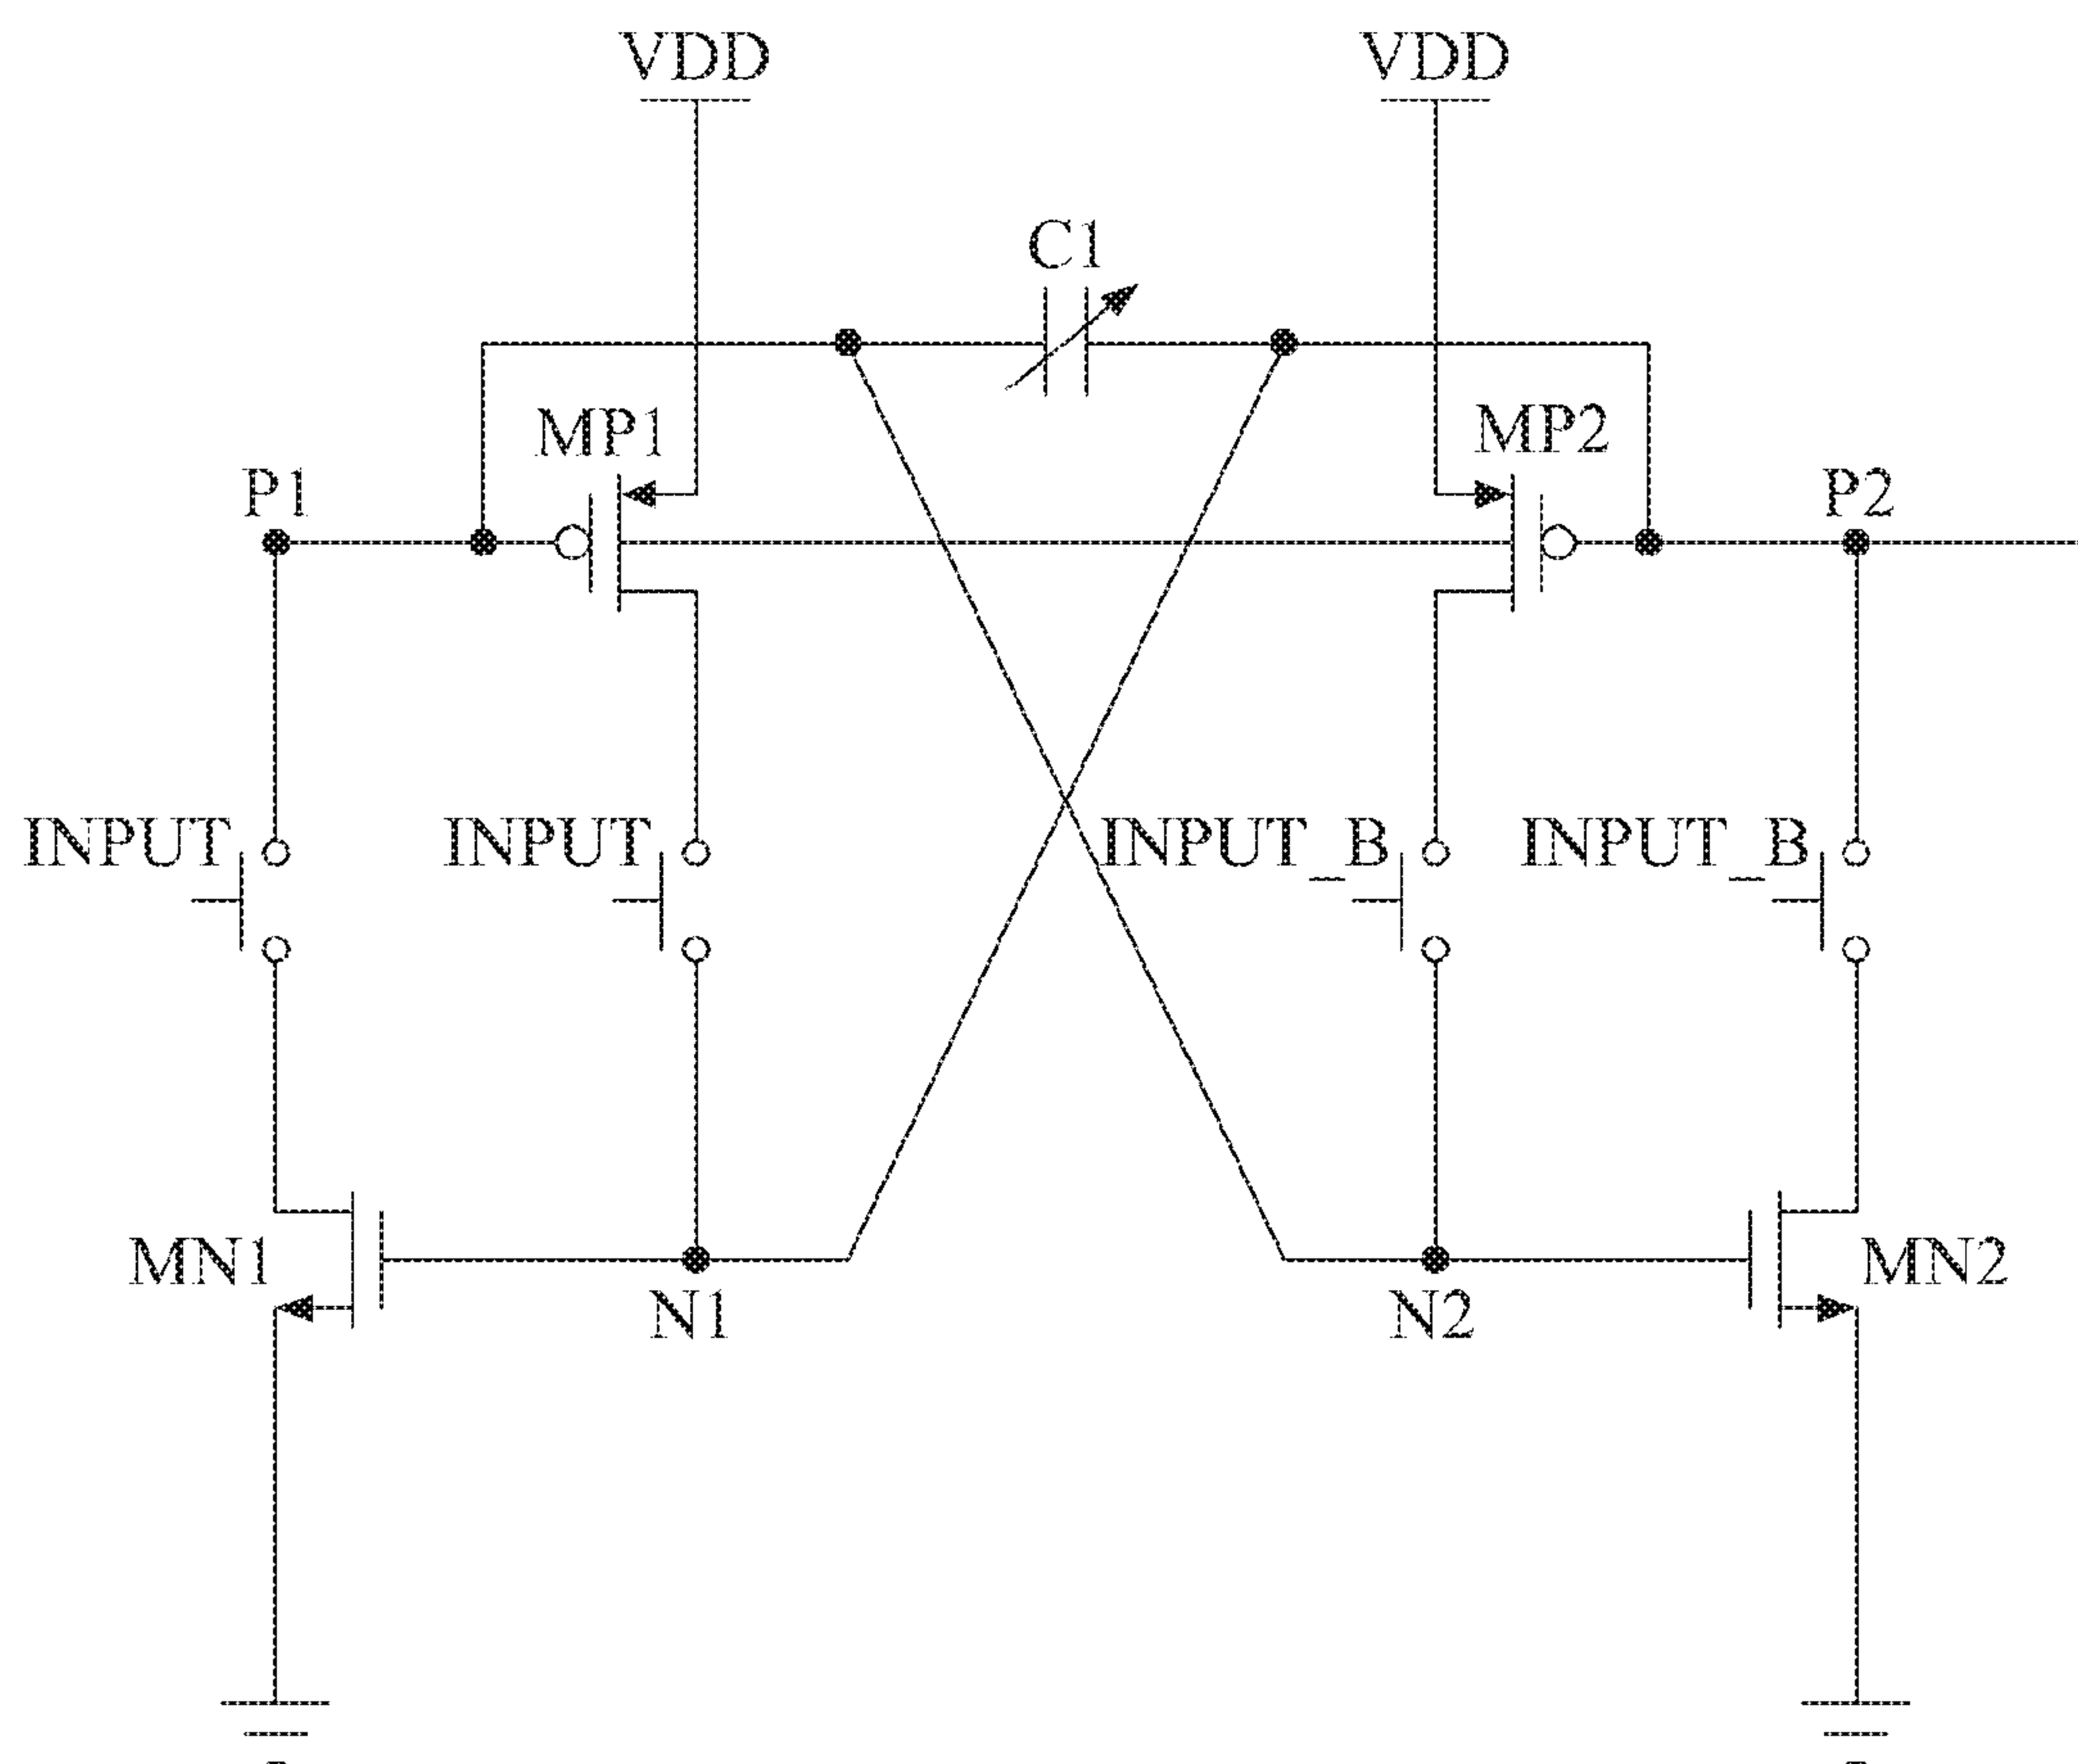 VDD
VDD
C1
MP1
MP2
P1
P2
INPUT
INPUT
INPUT_B
INPUT_B
MN1
N1
N2
MN2